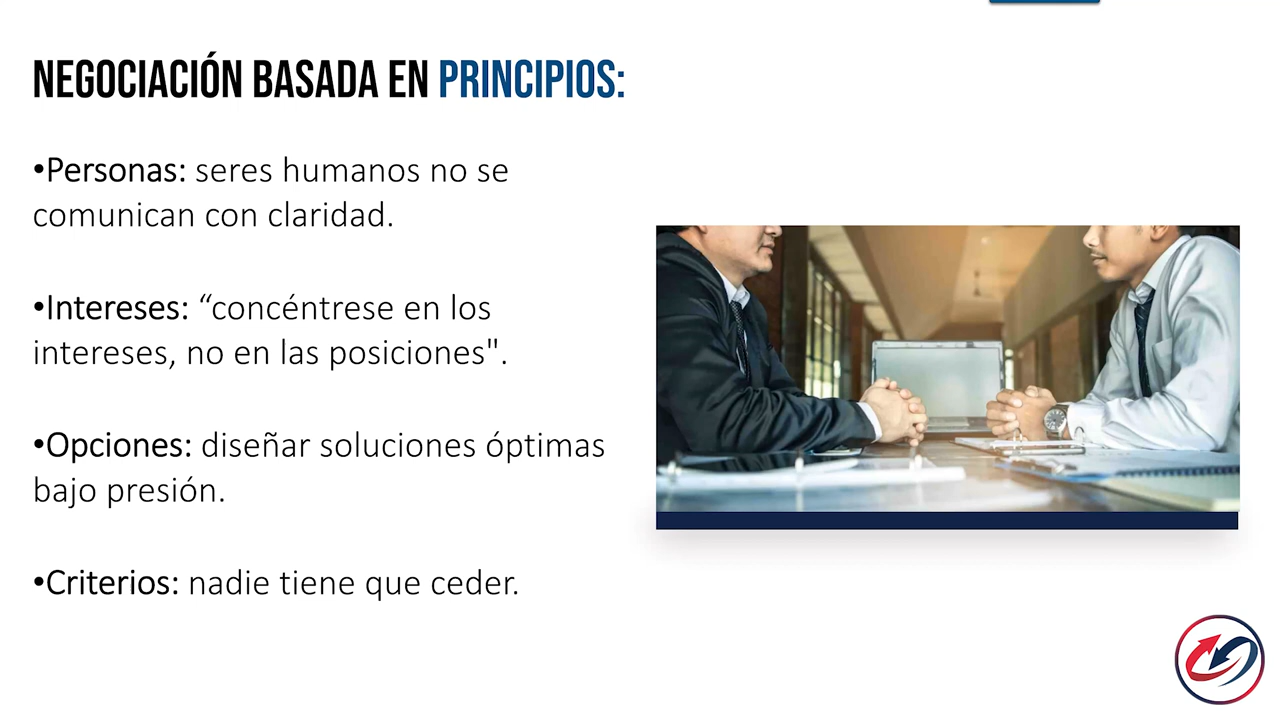 NEGOCIACIÓN BASADA EN PRINCIPIOS:
•Personas: seres humanos no se
comunican con claridad.
•Intereses: “concéntrese en los
intereses, no en las posiciones".
•Opciones: diseñar soluciones óptimas
bajo presión.
•Criterios: nadie tiene que ceder.